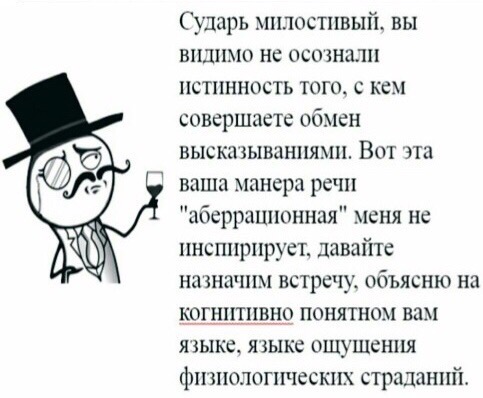 Сударь милостивый, вы
видимо не осознали
истинность того, с кем
совершаете обмен
высказываниями. Вот эта
ваша манера речи
"аберрационная" меня не
инспирирует, давайте
назначим встречу, объясню на
когнитивно понятном вам
языке, языке ощущения
физиологических страданий.